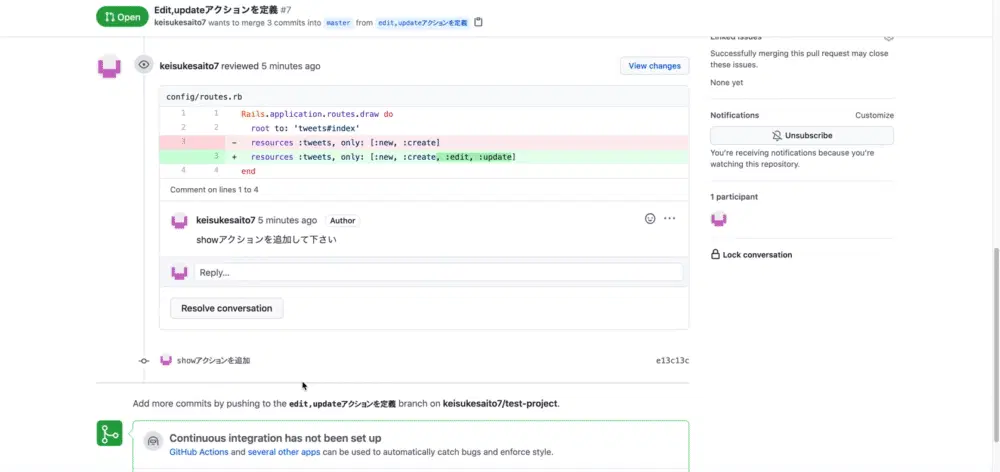 Open
Edit,updateアクションを定義 #7
keisukesaito7 wants to merge 3 commits into master from edit,updateアクションを定義
keisukesaito7 reviewed 5 minutes ago
View changes
config/routes.rb
1 1 Rails.application.routes.draw do
2 2 root to: 'tweets#index'
3 - resources :tweets, only: [:new, :create]
3 + resources :tweets, only: [:new, :create, :edit, :update]
4 4 end
Comment on lines 1 to 4
keisukesaito7 5 minutes ago Author
showアクションを追加して下さい
Reply...
Resolve conversation
showアクションを追加 e13c13c
Add more commits by pushing to the edit,updateアクションを定義 branch on keisukesaito7/test-project.
Continuous integration has not been set up
GitHub Actions and several other apps can be used to automatically catch bugs and enforce style.
Linked issues
Successfully merging this pull request may close
these issues.
None yet
Notifications Customize
Unsubscribe
You're receiving notifications because you're
watching this repository.
1 participant
Lock conversation